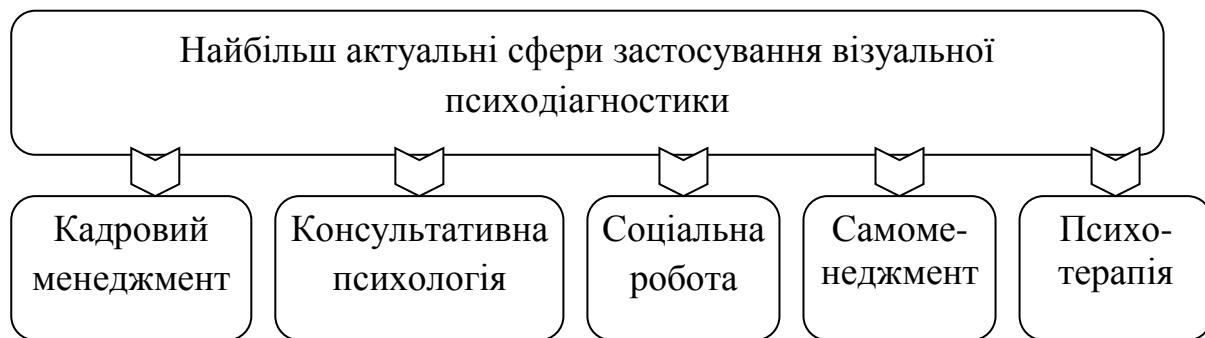 Найбільш актуальні сфери застосування візуальної
психодіагностики
Кадровий
менеджмент
Консультативна
психологія
Соціальна
робота
Самоме-
неджмент
Психо-
терапія